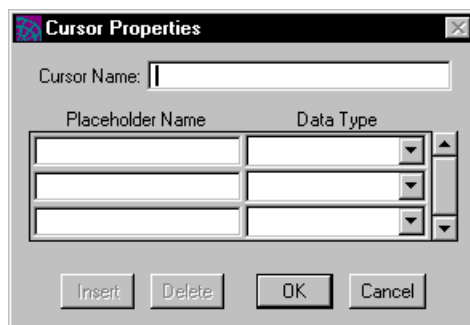 Cursor Properties
Cursor Name:
Placeholder Name Data Type
Insert Delete OK Cancel